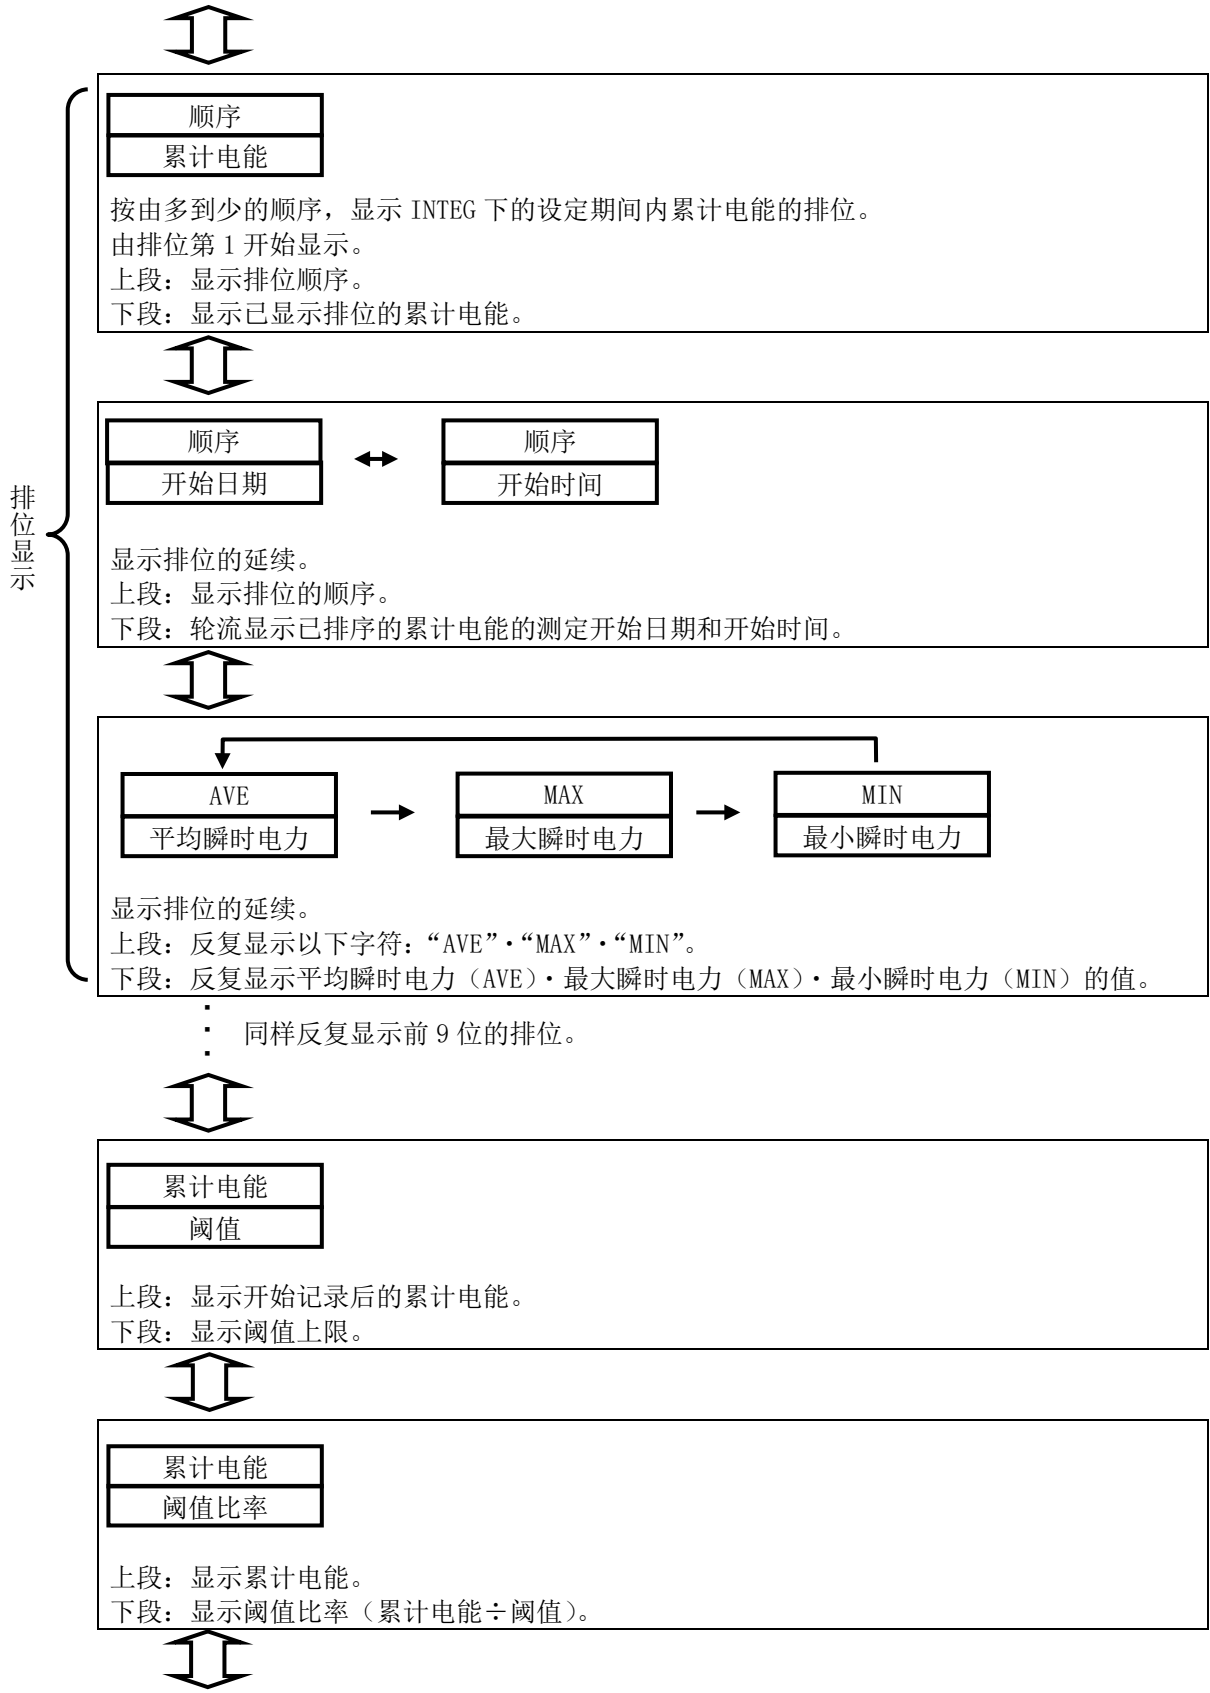 顺序
累计电能
按由多到少的顺序，显示 INTEG 下的设定期间内累计电能的排位。
由排位第 1 开始显示。
上段：显示排位顺序。
下段：显示已显示排位的累计电能。
排位显示
顺序
开始日期
顺序
开始时间
显示排位的延续。
上段：显示排位的顺序。
下段：轮流显示已排序的累计电能的测定开始日期和开始时间。
AVE
平均瞬时电力
MAX
最大瞬时电力
MIN
最小瞬时电力
显示排位的延续。
上段：反复显示以下字符：“AVE”·“MAX”·“MIN”。
下段：反复显示平均瞬时电力（AVE）·最大瞬时电力（MAX）·最小瞬时电力（MIN）的值。
同样反复显示前 9 位的排位。
累计电能
阈值
上段：显示开始记录后的累计电能。
下段：显示阈值上限。
累计电能
阈值比率
上段：显示累计电能。
下段：显示阈值比率（累计电能÷阈值）。